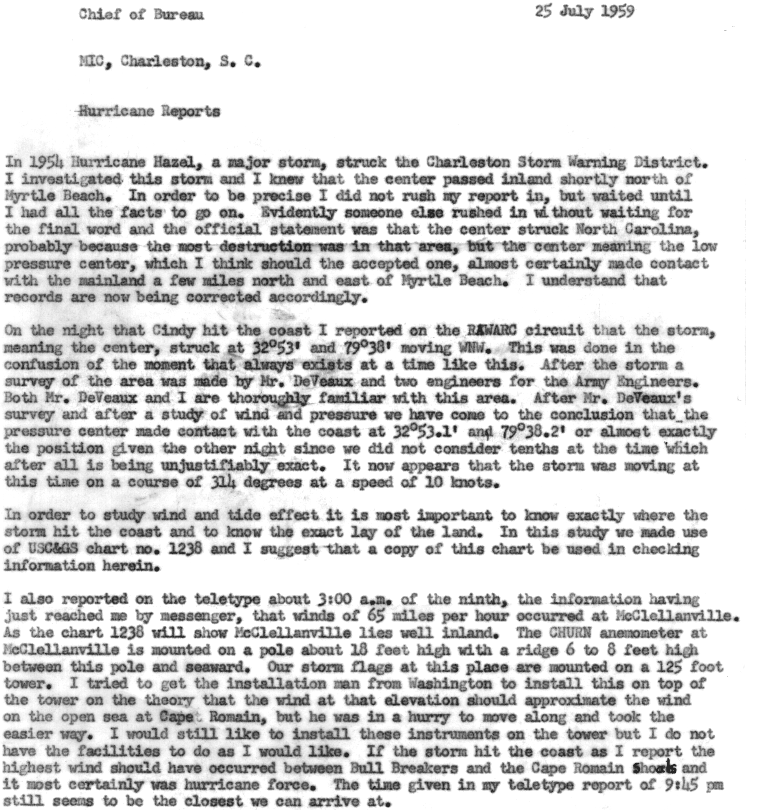 Chief of Bureau 25 July 1959
MIC, Charleston, S. C.
Hurricane Reports
In 1954 Hurricane Hazel, a major storm, struck the Charleston Storm Warning District.
I investigated this storm and I knew that the center passed inland shortly north of
Myrtle Beach. In order to be precise I did not rush my report in, but waited until
I had all the facts to go on. Evidently someone else rushed in without waiting for
the final word and the official statement was that the center struck North Carolina,
probably because the most destruction was in that area, but the center meaning the low
pressure center, which I think should the accepted one, almost certainly made contact
with the mainland a few miles north and east of Myrtle Beach. I understand that
records are now being corrected accordingly.
On the night that Cindy hit the coast I reported on the RAWARC circuit that the storm,
meaning the center, struck at 32°53' and 79°38' moving WNW. This was done in the
confusion of the moment that always exists at a time like this. After the storm a
survey of the area was made by Mr. DeVeaux and two engineers for the Army Engineers.
Both Mr. DeVeaux and I are thoroughly familiar with this area. After Mr. DeVeaux's
survey and after a study of wind and pressure we have come to the conclusion that the
pressure center made contact with the coast at 32°53.1' and 79°38.2' or almost exactly
the position given the other night since we did not consider tenths at the time which
after all is being unjustifiably exact. It now appears that the storm was moving at
this time on a course of 314 degrees at a speed of 10 knots.
In order to study wind and tide effect it is most important to know exactly where the
storm hit the coast and to know the exact lay of the land. In this study we made use
of USC&GS chart no. 1238 and I suggest that a copy of this chart be used in checking
information herein.
I also reported on the teletype about 3:00 a.m. of the ninth, the information having
just reached me by messenger, that winds of 65 miles per hour occurred at McClellanville.
As the chart 1238 will show McClellanville lies well inland. The CHURN anemometer at
McClellanville is mounted on a pole about 18 feet high with a ridge 6 to 8 feet high
between this pole and seaward. Our storm flags at this place are mounted on a 125 foot
tower. I tried to get the installation man from Washington to install this on top of
the tower on the theory that the wind at that elevation should approximate the wind
on the open sea at Cape Romain, but he was in a hurry to move along and took the
easier way. I would still like to install these instruments on the tower but I do not
have the facilities to do as I would like. If the storm hit the coast as I report the
highest wind should have occurred between Bull Breakers and the Cape Romain Shoals and
it most certainly was hurricane force. The time given in my teletype report of 9:45 pm
still seems to be the closest we can arrive at.